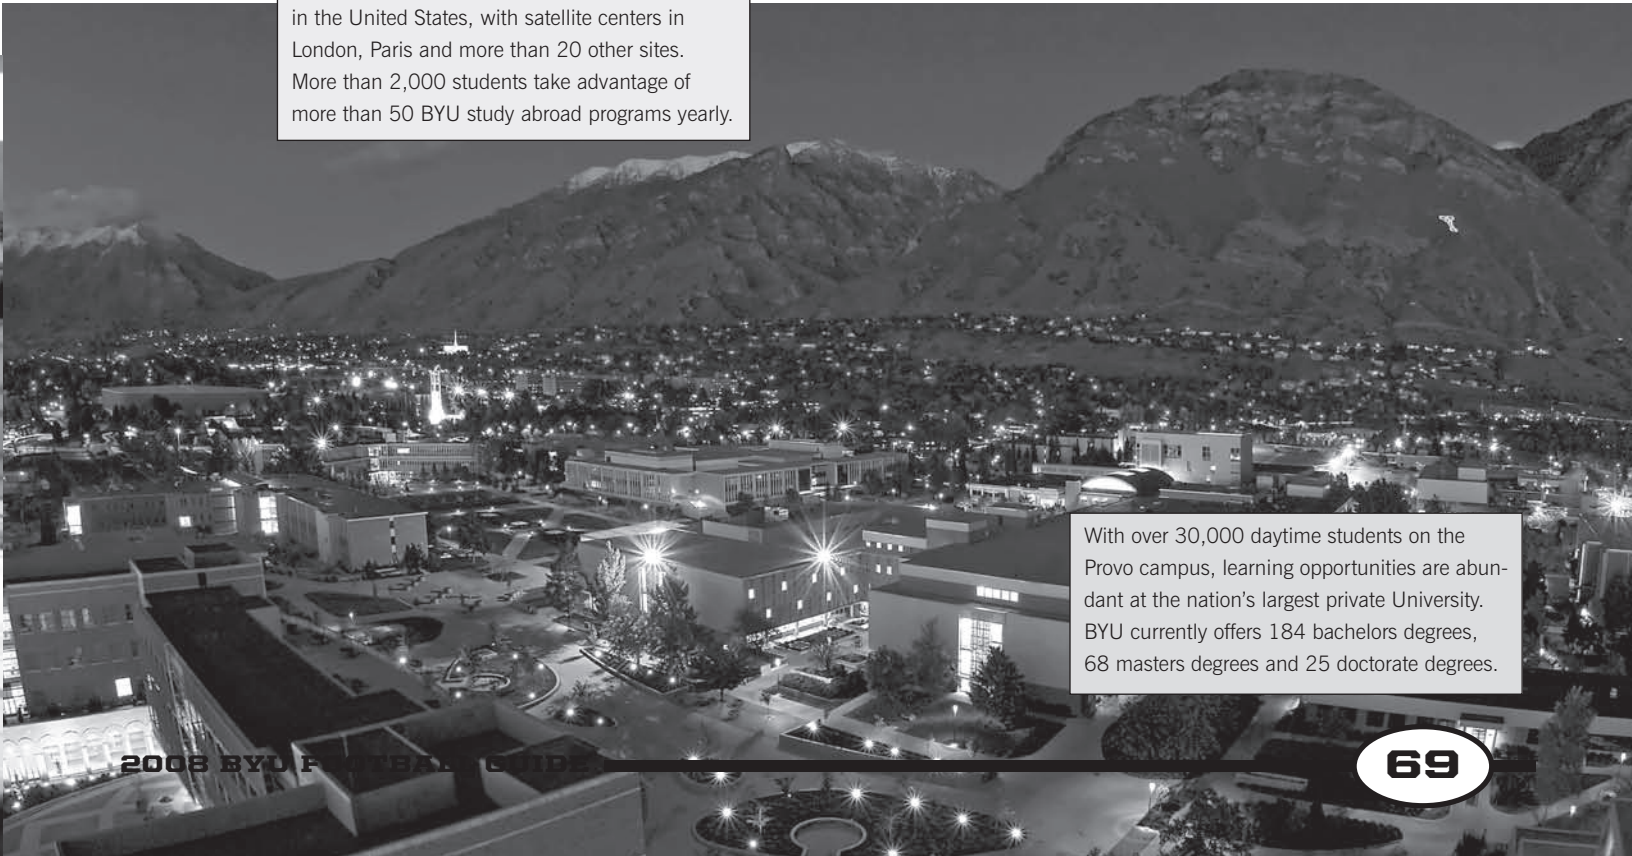 in the United States, with satellite centers in
London, Paris and more than 20 other sites.
More than 2,000 students take advantage of
more than 50 BYU study abroad programs yearly.
With over 30,000 daytime students on the
Provo campus, learning opportunities are abun-
dant at the nation's largest private University.
BYU currently offers 184 bachelors degrees,
68 masters degrees and 25 doctorate degrees.
2008 BYU FOOTBALL GUIDE
69